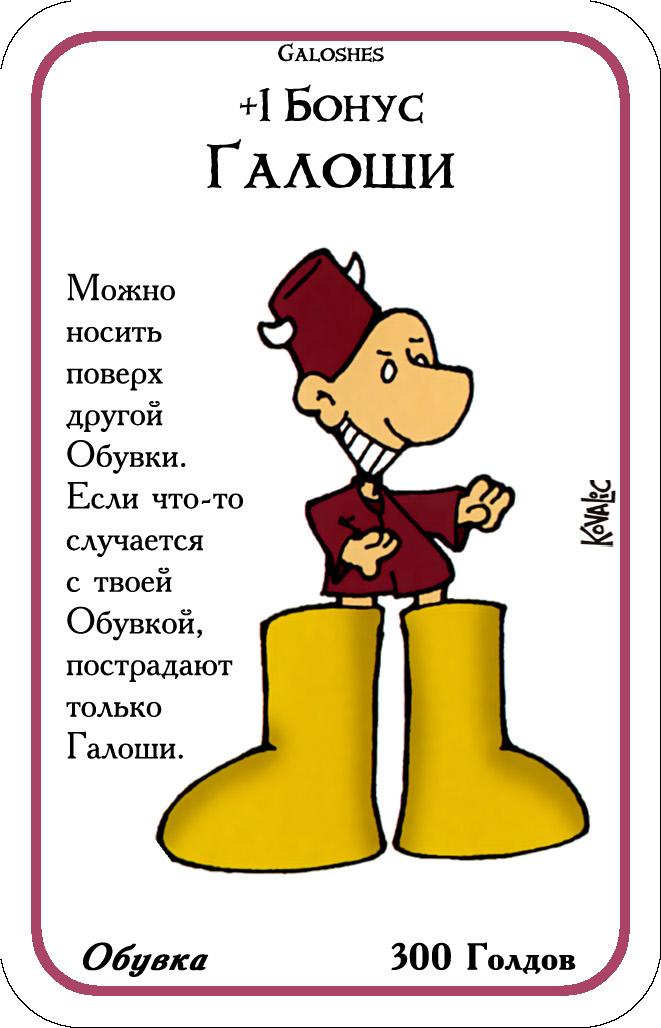 Galoshes
+1 Бонус
Галоши
Можно
носить
поверх
другой
Обувки.
Если что-то
случается
с твоей
Обувкой,
пострадают
только
Галоши.
Kovalic
Обувка
300 Голдов